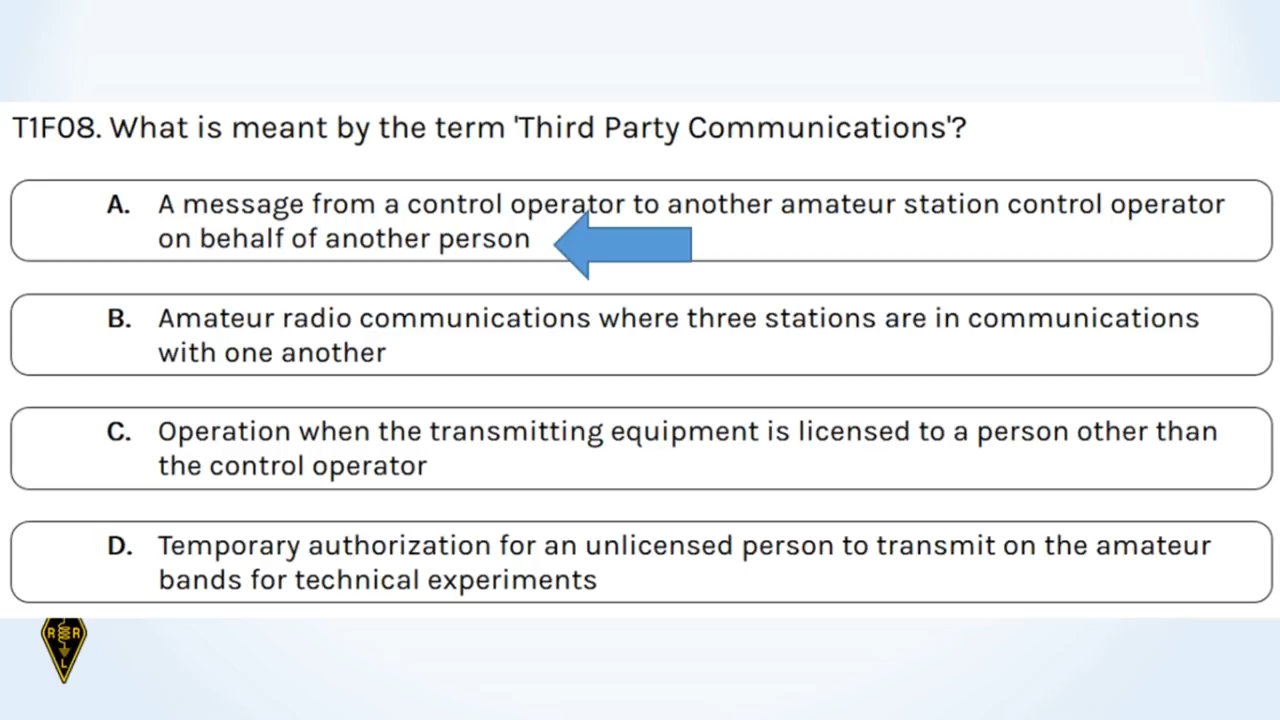 T1F08. What is meant by the term 'Third Party Communications'?
A. A message from a control operator to another amateur station control operator
on behalf of another person
B. Amateur radio communications where three stations are in communications
with one another
C. Operation when the transmitting equipment is licensed to a person other than
the control operator
D. Temporary authorization for an unlicensed person to transmit on the amateur
bands for technical experiments
R R
L